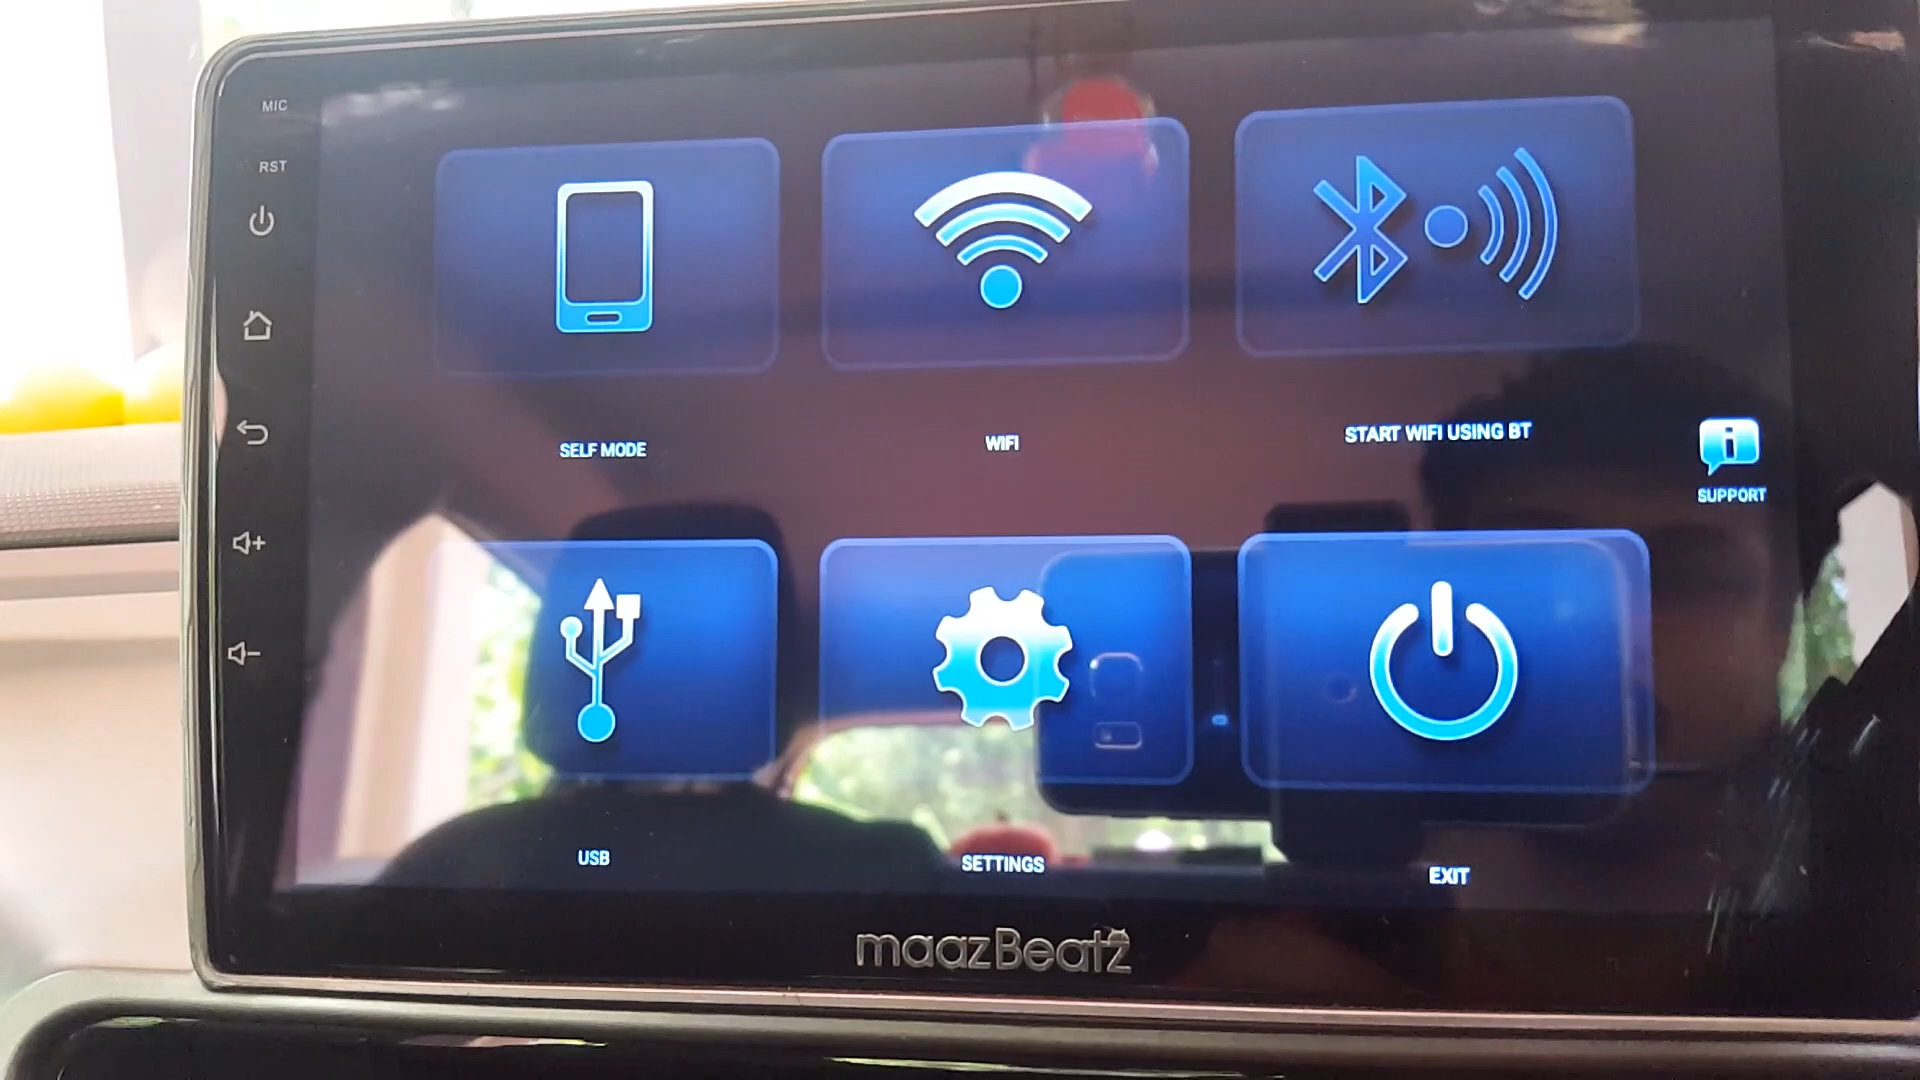 MIC
RST
SELF MODE
WIFI
START WIFI USING BT
SUPPORT
USB
SETTINGS
EXIT
maazBeatz